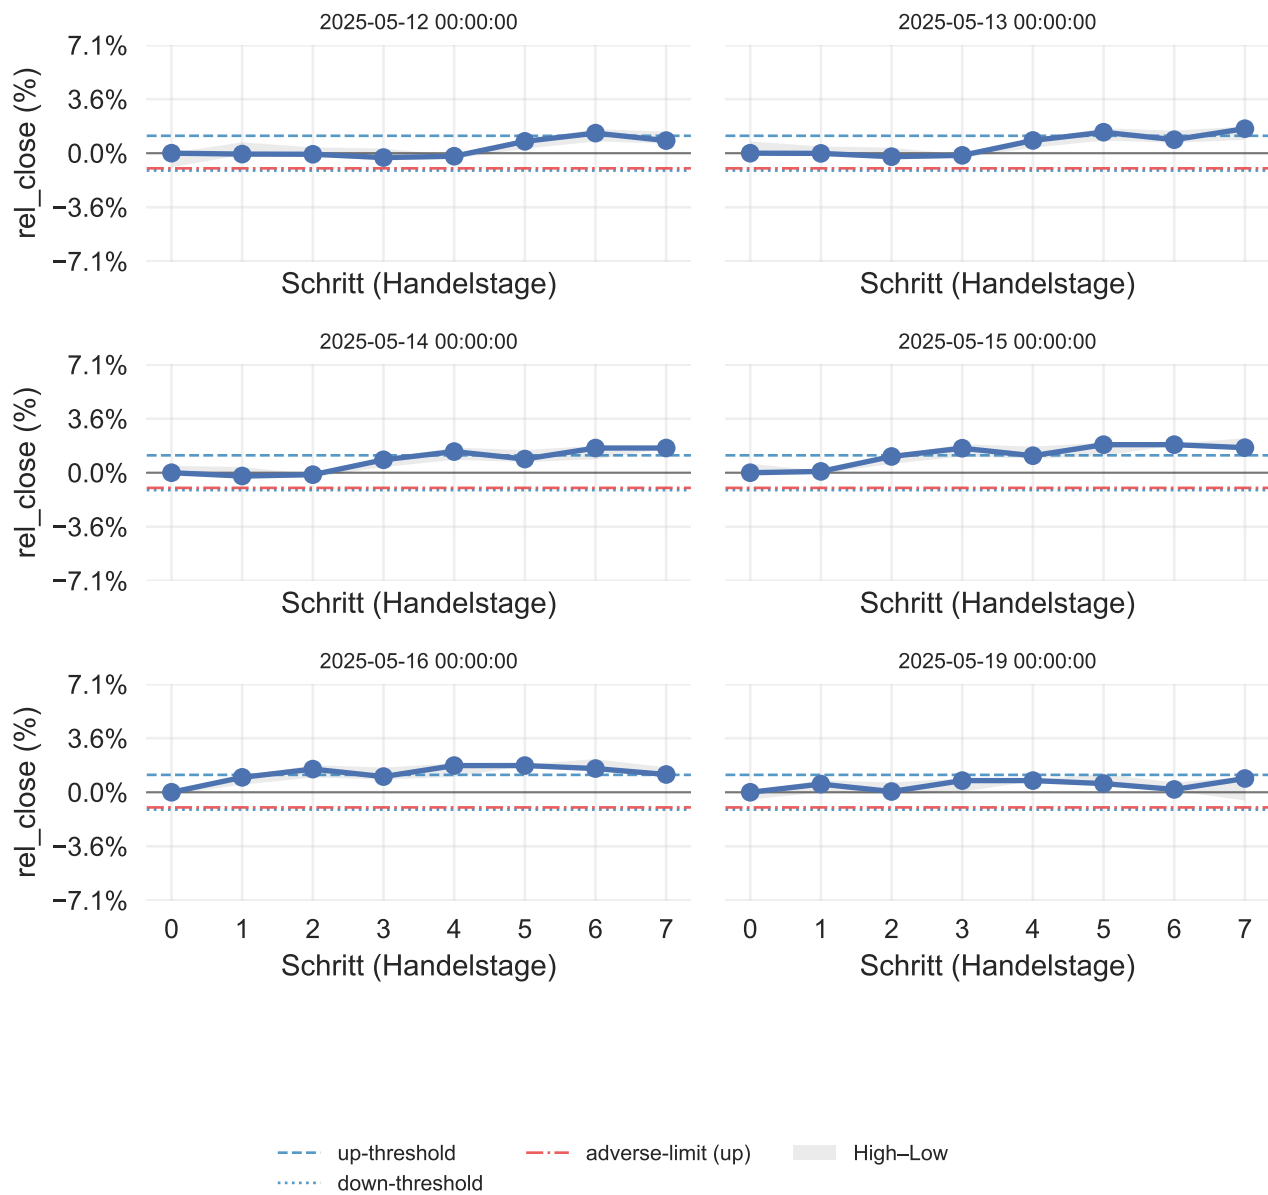 2025-05-12 00:00:00
2025-05-13 00:00:00
7.1%
3.6%
0.0%
−3.6%
−7.1%
rel_close (%)
Schritt (Handelstage)
Schritt (Handelstage)
2025-05-14 00:00:00
2025-05-15 00:00:00
7.1%
3.6%
0.0%
−3.6%
−7.1%
rel_close (%)
Schritt (Handelstage)
Schritt (Handelstage)
2025-05-16 00:00:00
2025-05-19 00:00:00
7.1%
3.6%
0.0%
−3.6%
−7.1%
rel_close (%)
0 1 2 3 4 5 6 7
0 1 2 3 4 5 6 7
Schritt (Handelstage)
Schritt (Handelstage)
up-threshold
down-threshold
adverse-limit (up)
High–Low